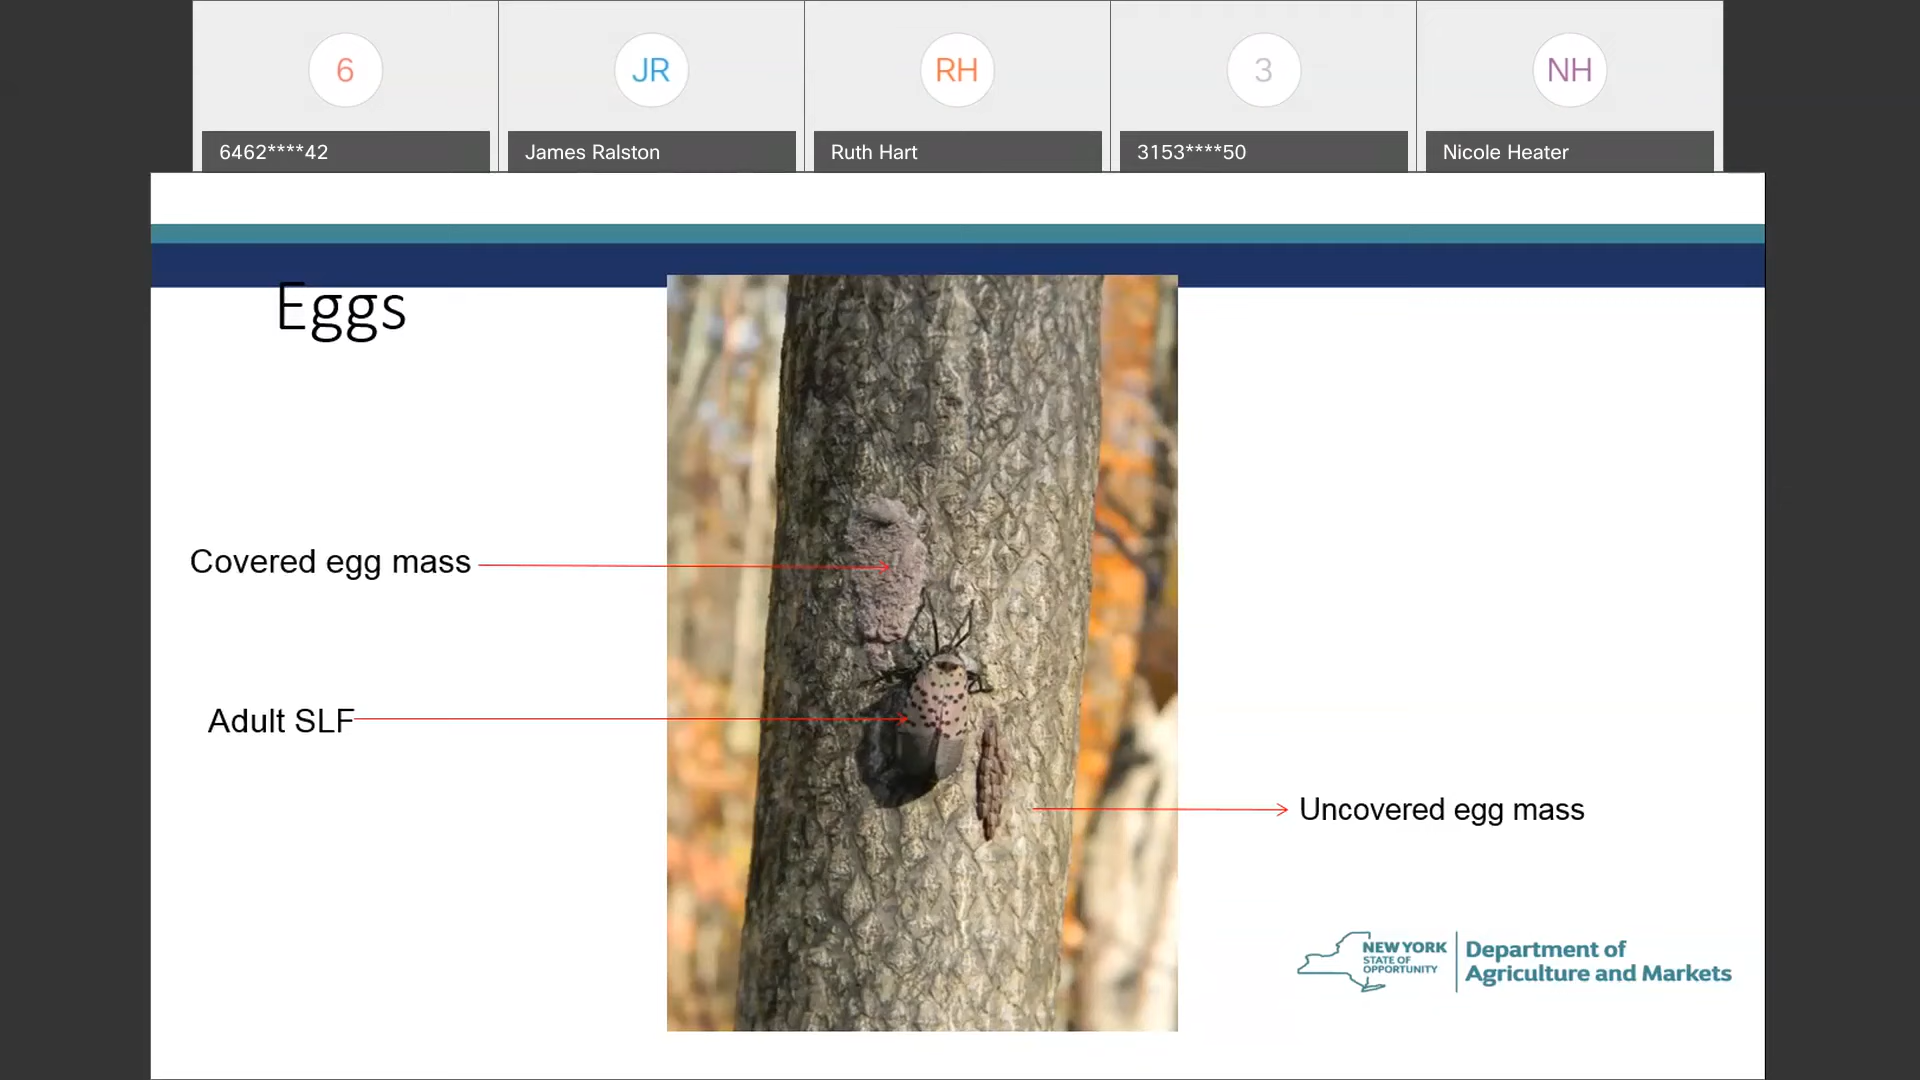 6
JR
RH
3
NH
6462****42
James Ralston
Ruth Hart
3153****50
Nicole Heater
Eggs
Covered egg mass
Adult SLF
Uncovered egg mass
NEW YORK
STATE OF
OPPORTUNITY
Department of
Agriculture and Markets